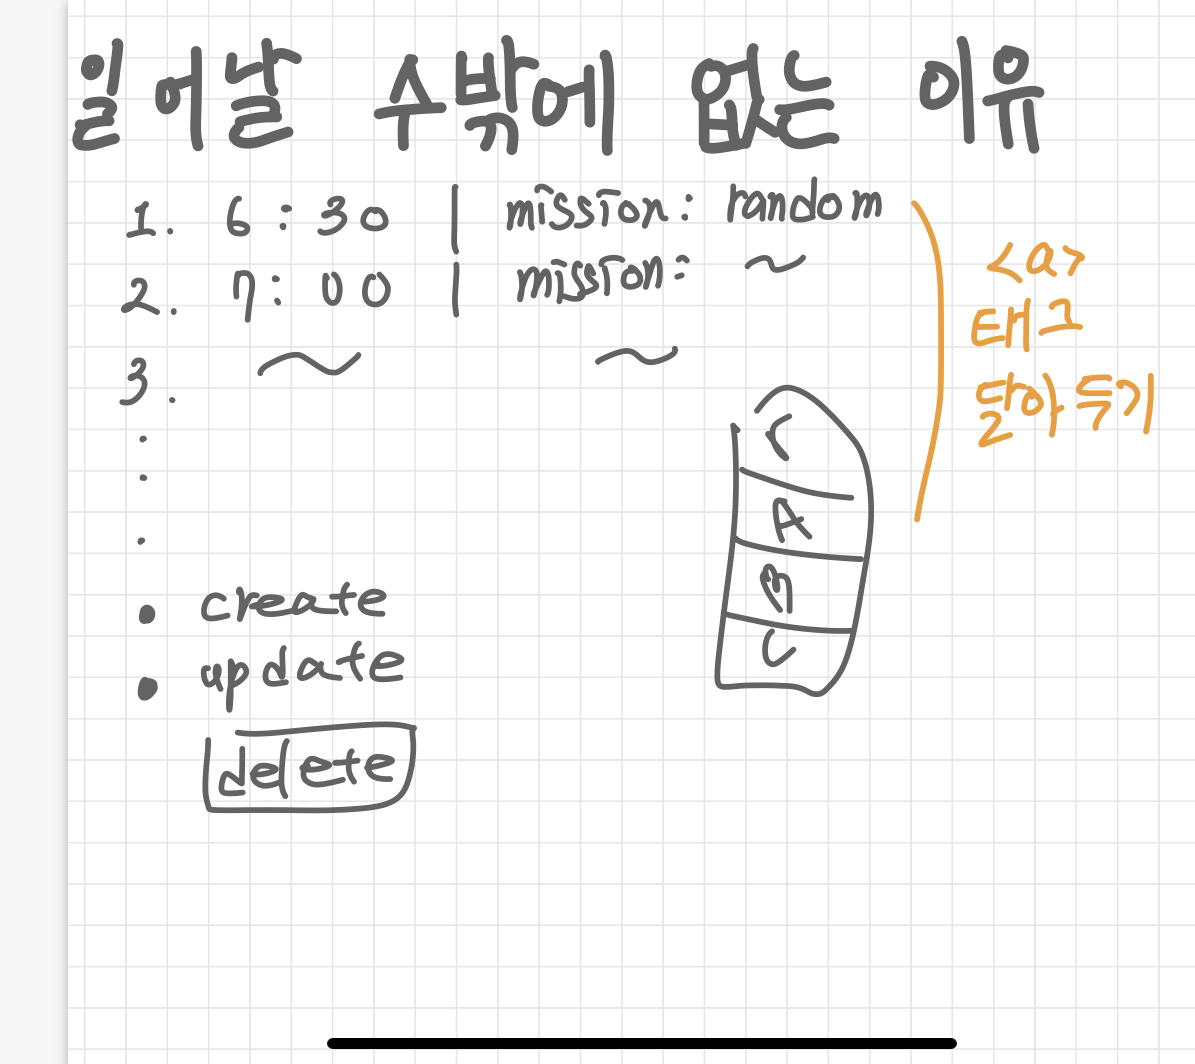 일어날 수밖에 없는 이유
1. 6:30 | mission: random
2. 7:00 | mission: ~
3. ~ ~
<a>
태그
달아두기
r
A
B
C
• create
• update
delete